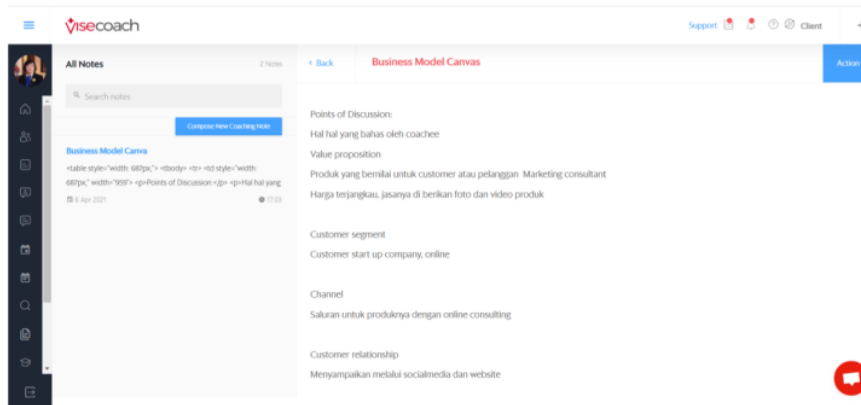 Visecoach
Support
Client
All Notes
2 Notes
Back
Business Model Canvas
Action
Search notes
Compose New Coaching Note
Business Model Canva
<table style="width: 687px;"> <tbody> <tr> <td style="width:
687px;" width="959"> <p>Points of Discussion:</p> <p>Hal hal yang
6 Apr 2021
17:03
Points of Discussion:
Hal hal yang bahas oleh coachee
Value proposition
Produk yang bernilai untuk customer atau pelanggan  Marketing consultant
Harga terjangkau, jasanya di berikan foto dan video produk
Customer segment
Customer start up company, online
Channel
Saluran untuk produknya dengan online consulting
Customer relationship
Menyampaikan melalui socialmedia dan website